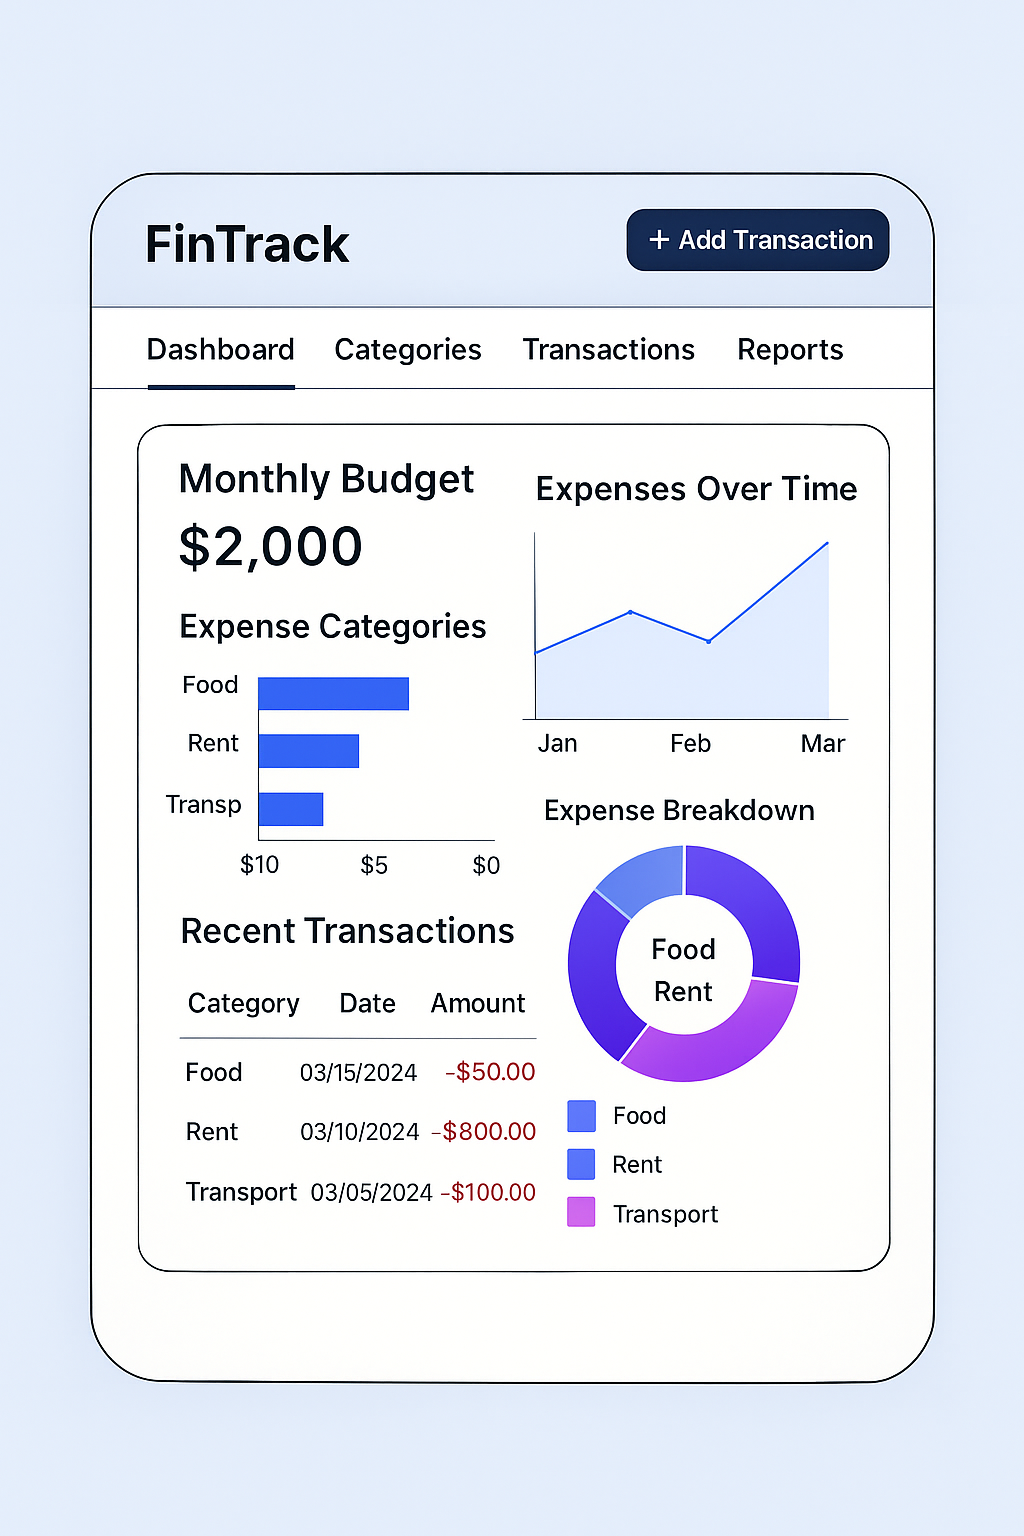 FinTrack
+ Add Transaction
Dashboard Categories Transactions Reports
Monthly Budget
$2,000
Expense Categories
Food
Rent
Transp
$10 $5 $0
Expenses Over Time
Jan Feb Mar
Expense Breakdown
Food
Rent
Food
Rent
Transport
Recent Transactions
Category Date Amount
Food 03/15/2024 -$50.00
Rent 03/10/2024 -$800.00
Transport 03/05/2024 -$100.00